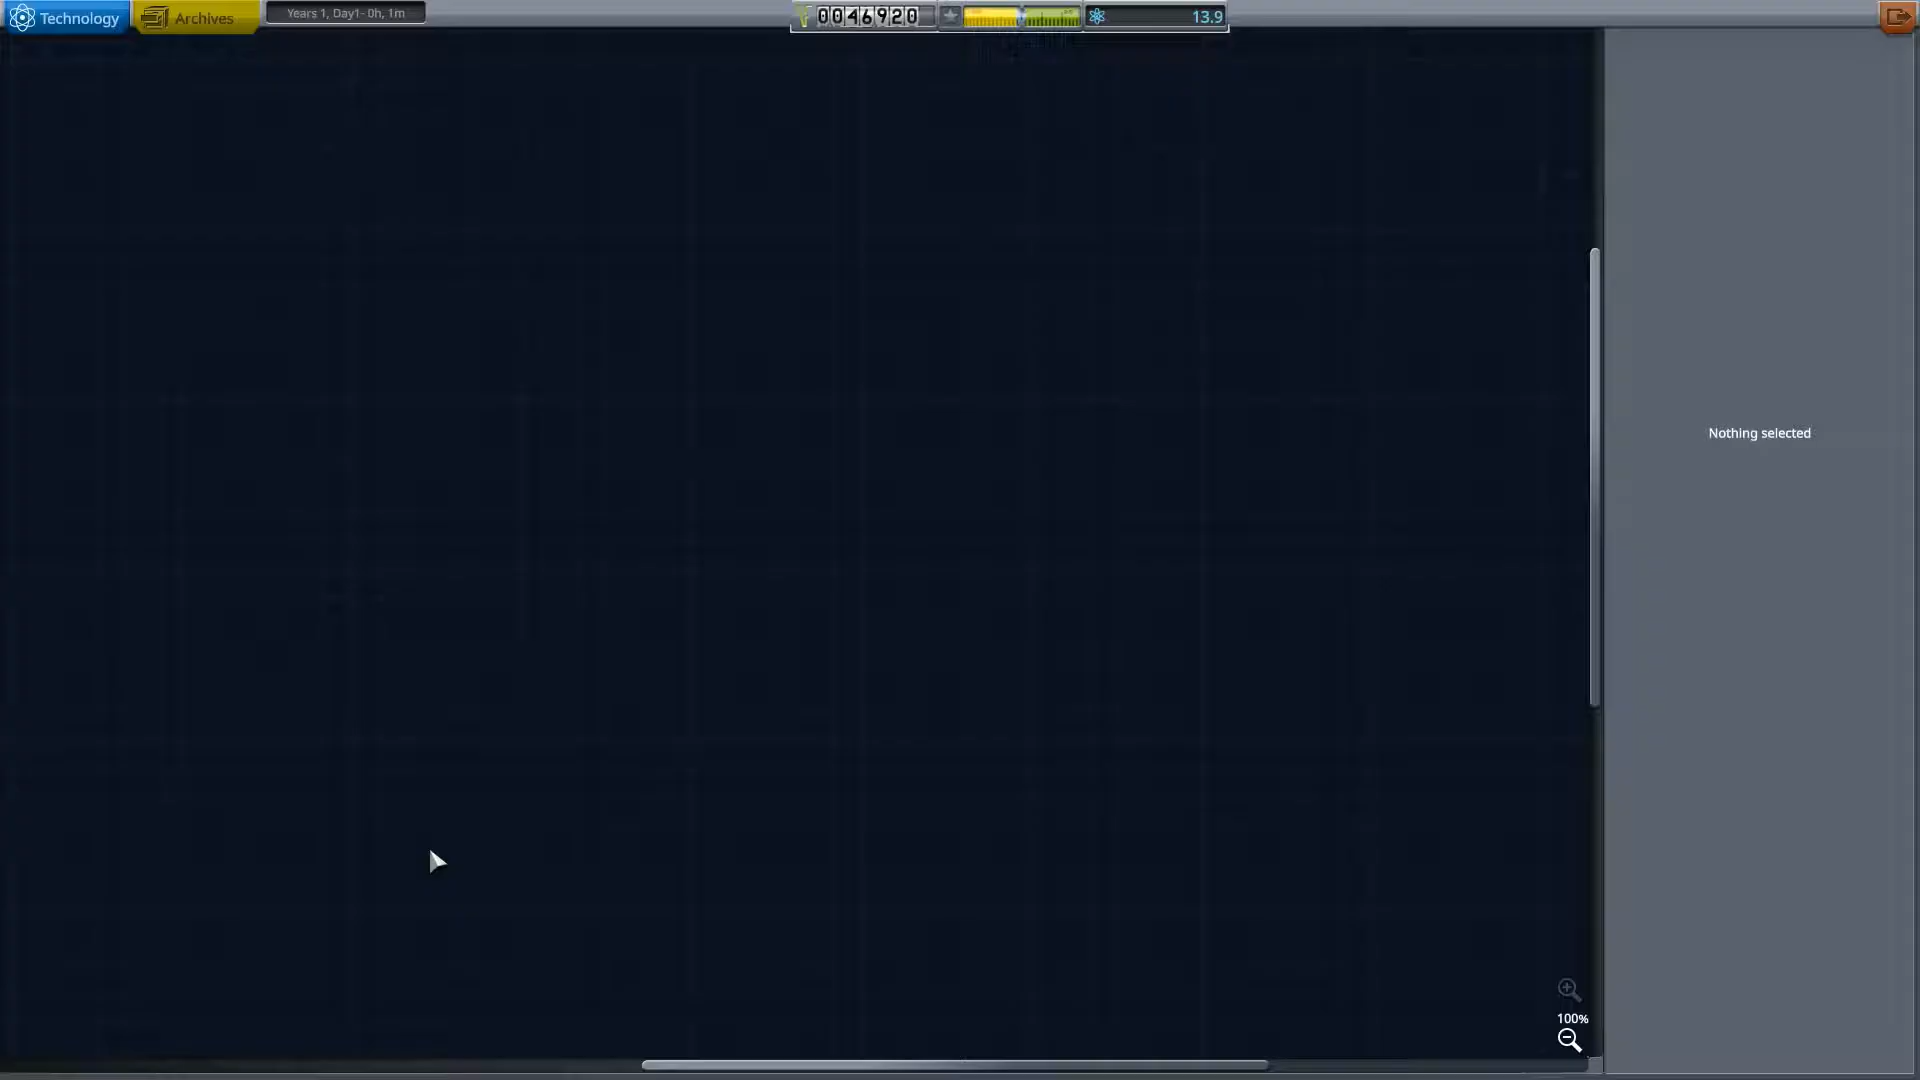 Technology
Archives
Years 1, Day1- 0h, 1m
0046920
13.9
Nothing selected
100%